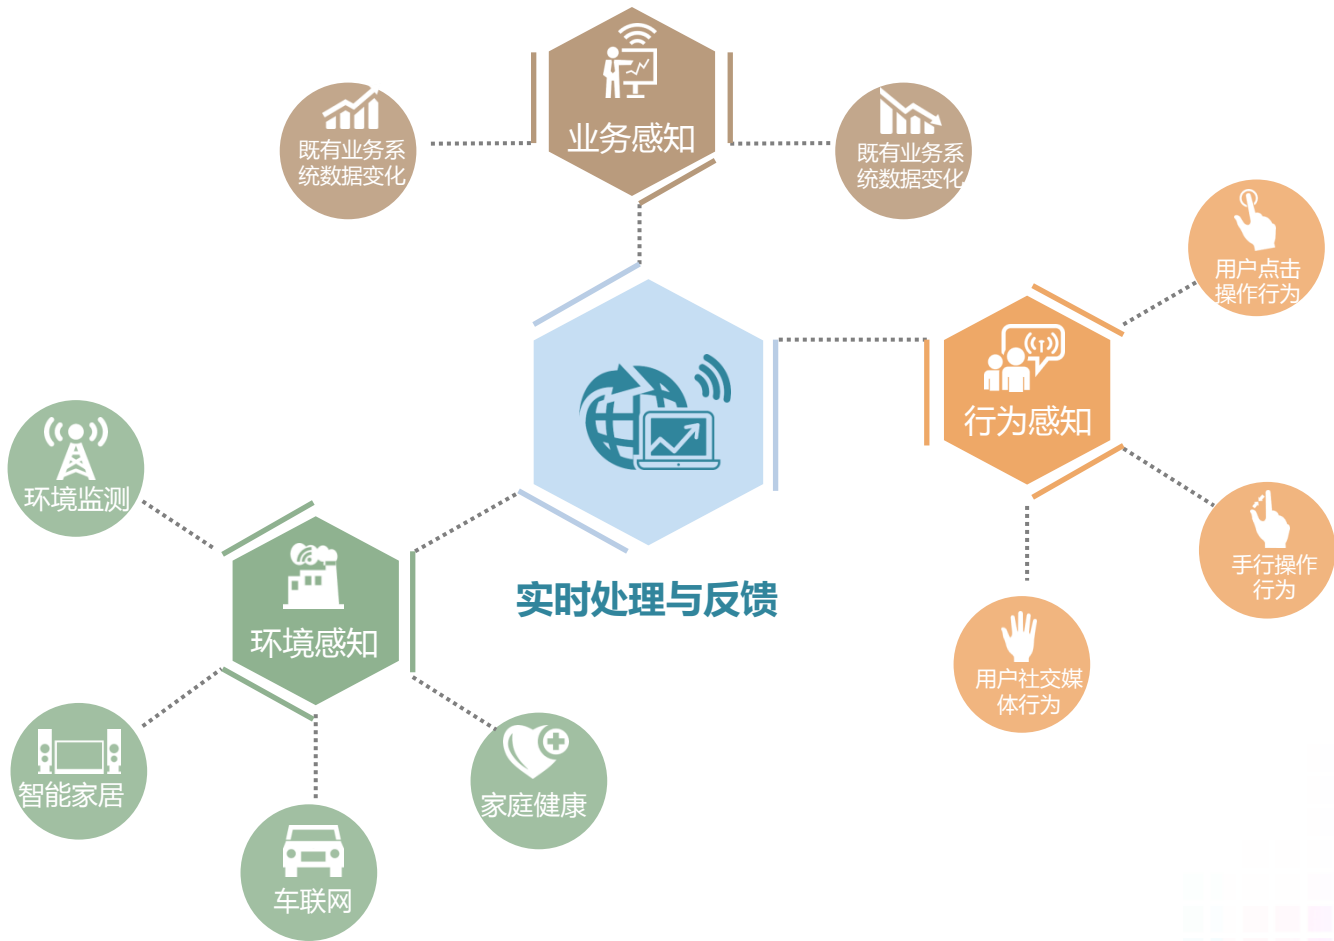 业务感知
既有业务系
统数据变化
既有业务系
统数据变化
用户点击
操作行为
行为感知
手行操作
行为
用户社交媒
体行为
实时处理与反馈
环境监测
环境感知
智能家居
车联网
家庭健康